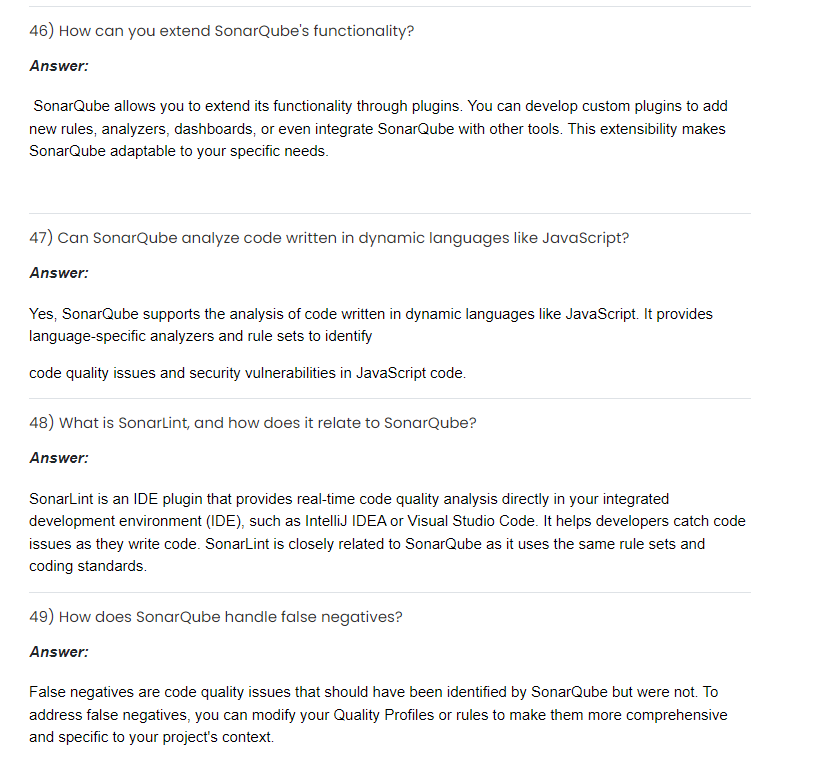 46) How can you extend SonarQube's functionality?
Answer:
SonarQube allows you to extend its functionality through plugins. You can develop custom plugins to add
new rules, analyzers, dashboards, or even integrate SonarQube with other tools. This extensibility makes
SonarQube adaptable to your specific needs.
47) Can SonarQube analyze code written in dynamic languages like JavaScript?
Answer:
Yes, SonarQube supports the analysis of code written in dynamic languages like JavaScript. It provides
language-specific analyzers and rule sets to identify
code quality issues and security vulnerabilities in JavaScript code.
48) What is SonarLint, and how does it relate to SonarQube?
Answer:
SonarLint is an IDE plugin that provides real-time code quality analysis directly in your integrated
development environment (IDE), such as IntelliJ IDEA or Visual Studio Code. It helps developers catch code
issues as they write code. SonarLint is closely related to SonarQube as it uses the same rule sets and
coding standards.
49) How does SonarQube handle false negatives?
Answer:
False negatives are code quality issues that should have been identified by SonarQube but were not. To
address false negatives, you can modify your Quality Profiles or rules to make them more comprehensive
and specific to your project's context.